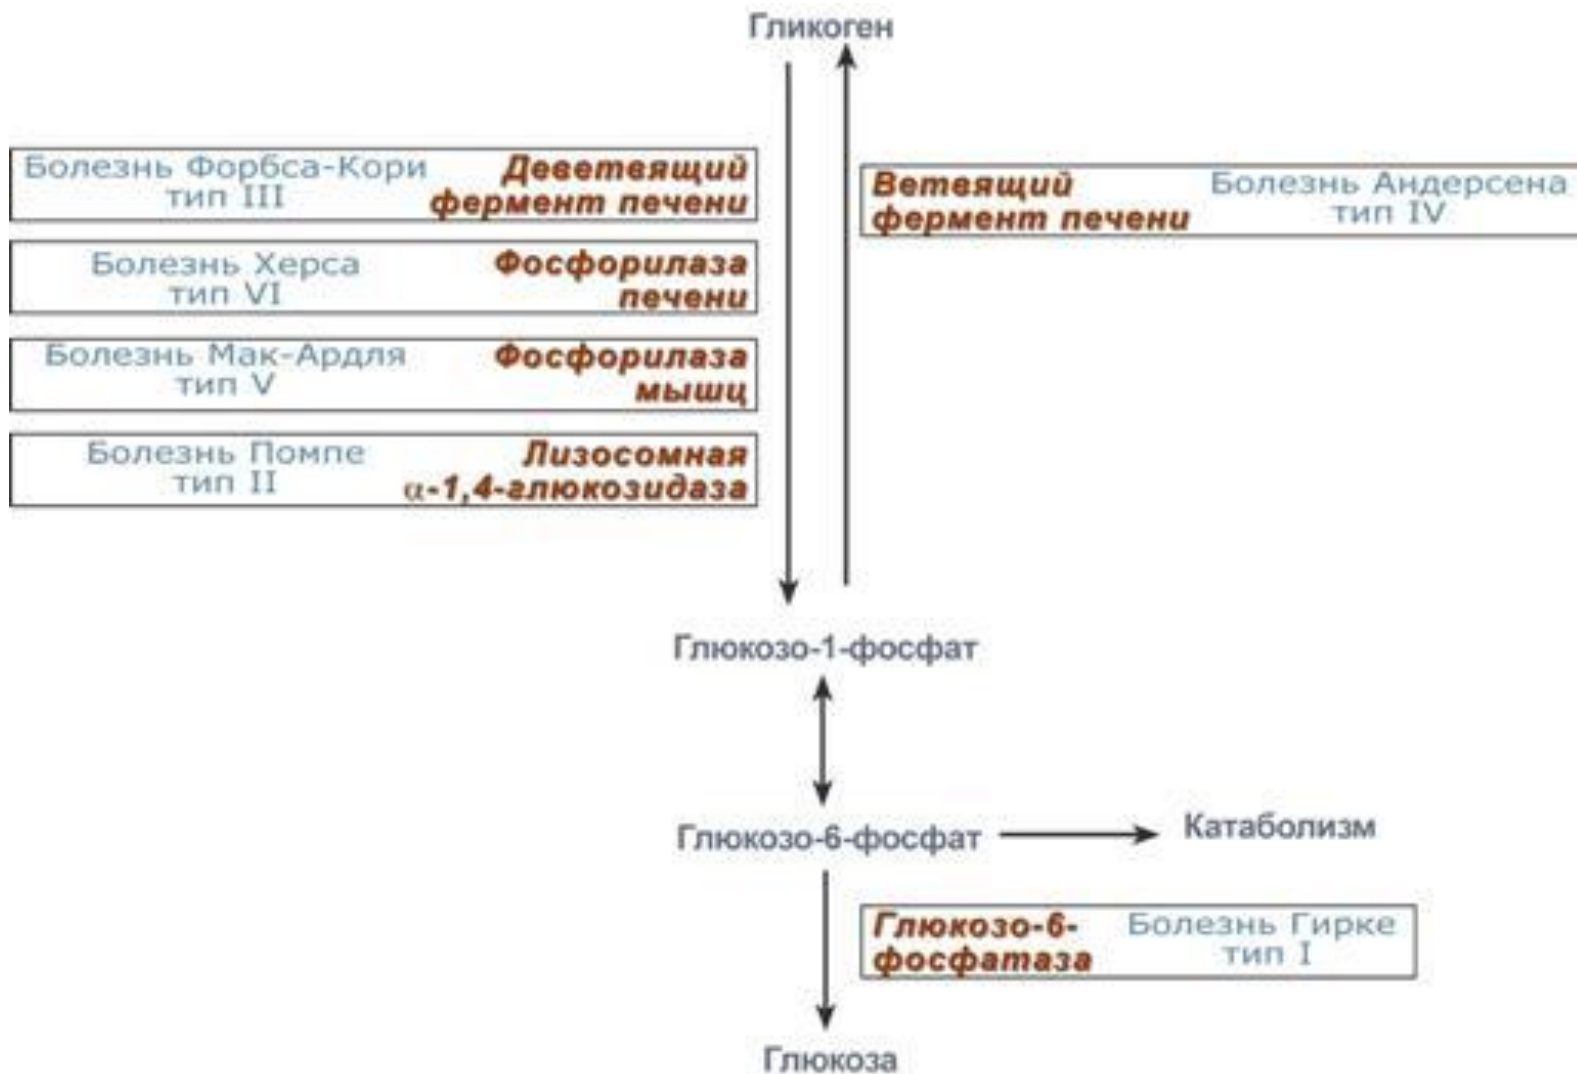 Гликоген
Болезнь Форбса-Кори
тип III
Деветвящий
фермент печени
Ветвящий
фермент печени
Болезнь Андерсена
тип IV
Болезнь Херса
тип VI
Фосфорилаза
печени
Болезнь Мак-Ардля
тип V
Фосфорилаза
мышц
Болезнь Помпе
тип II
Лизосомная
α-1,4-глюкозидаза
Глюкозо-1-фосфат
Глюкозо-6-фосфат
Катаболизм
Глюкозо-6-
фосфатаза
Болезнь Гирке
тип I
Глюкоза